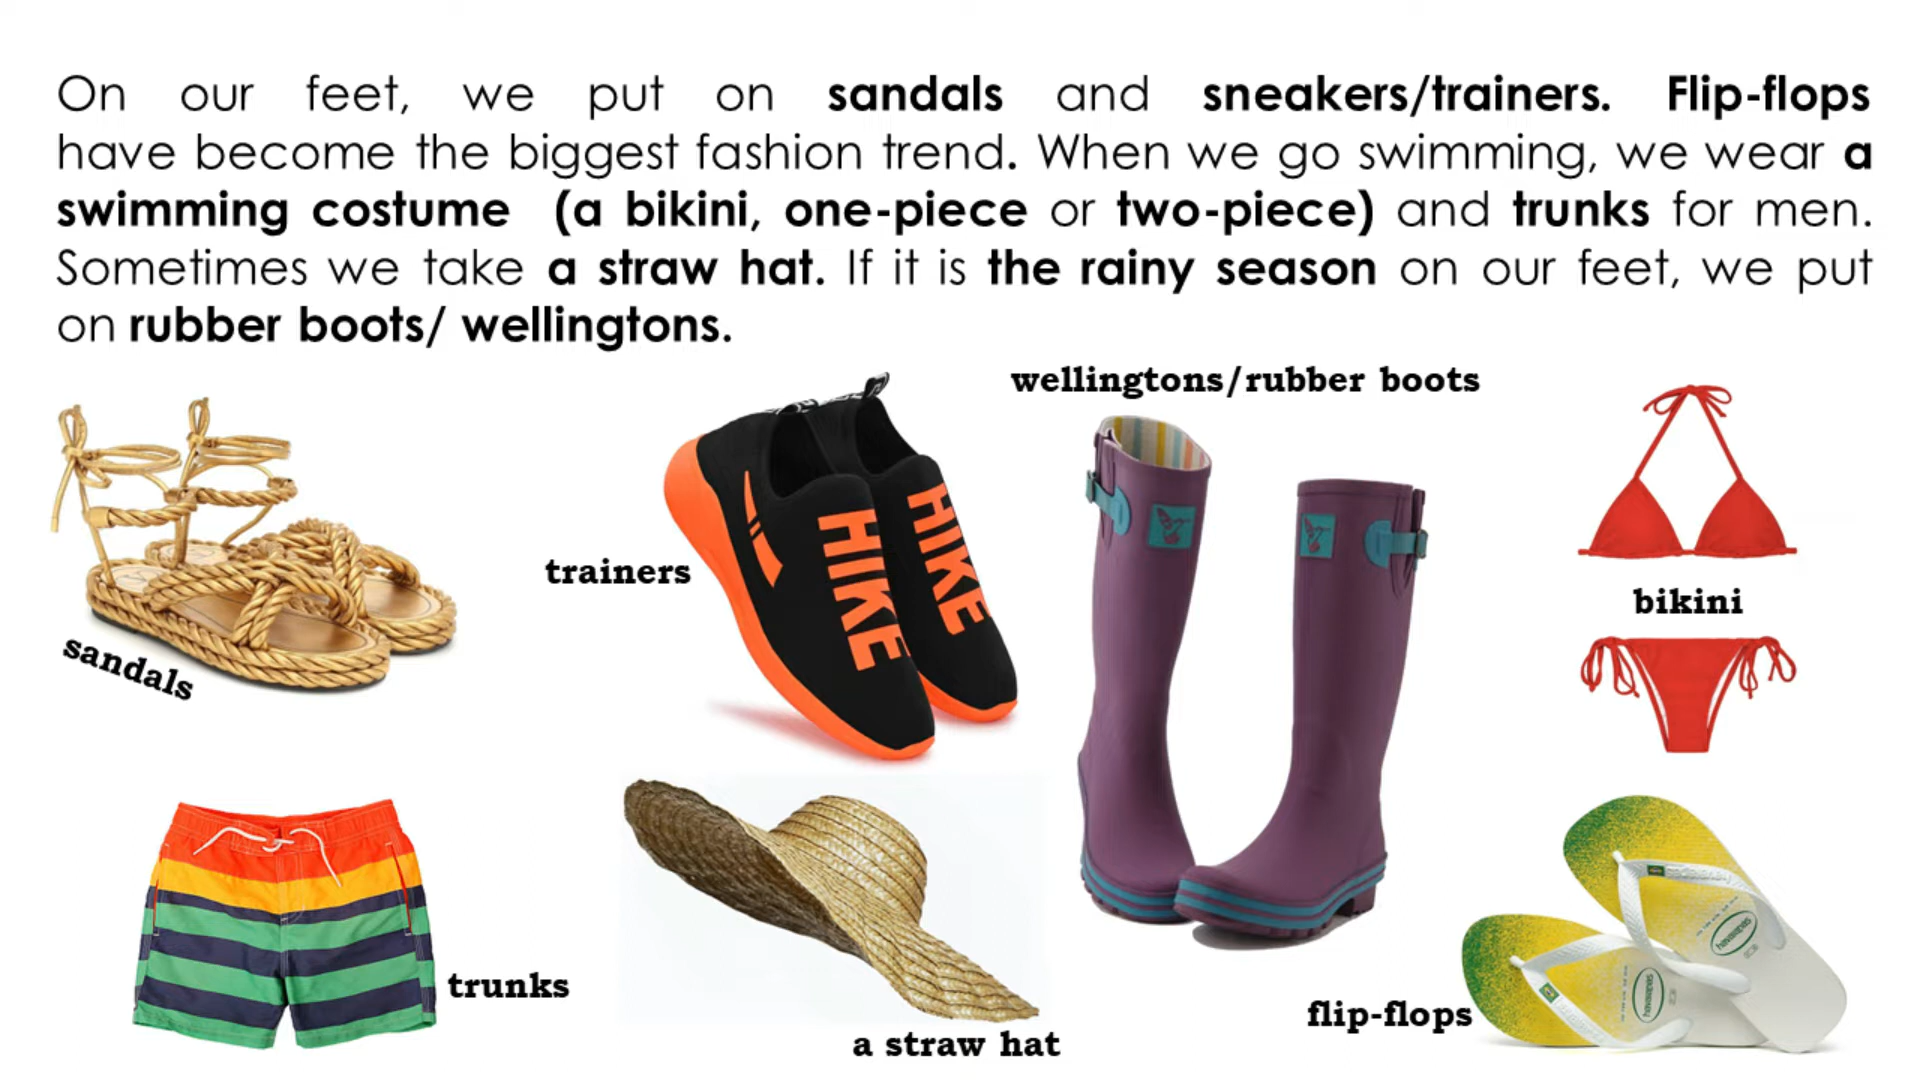 On our feet, we put on sandals and sneakers/trainers. Flip-flops
have become the biggest fashion trend. When we go swimming, we wear a
swimming costume (a bikini, one-piece or two-piece) and trunks for men.
Sometimes we take a straw hat. If it is the rainy season on our feet, we put
on rubber boots/ wellingtons.
wellingtons/rubber boots
HIKE
HIKE
trainers
bikini
sandals
havaianas
havaianas
trunks
flip-flops
a straw hat